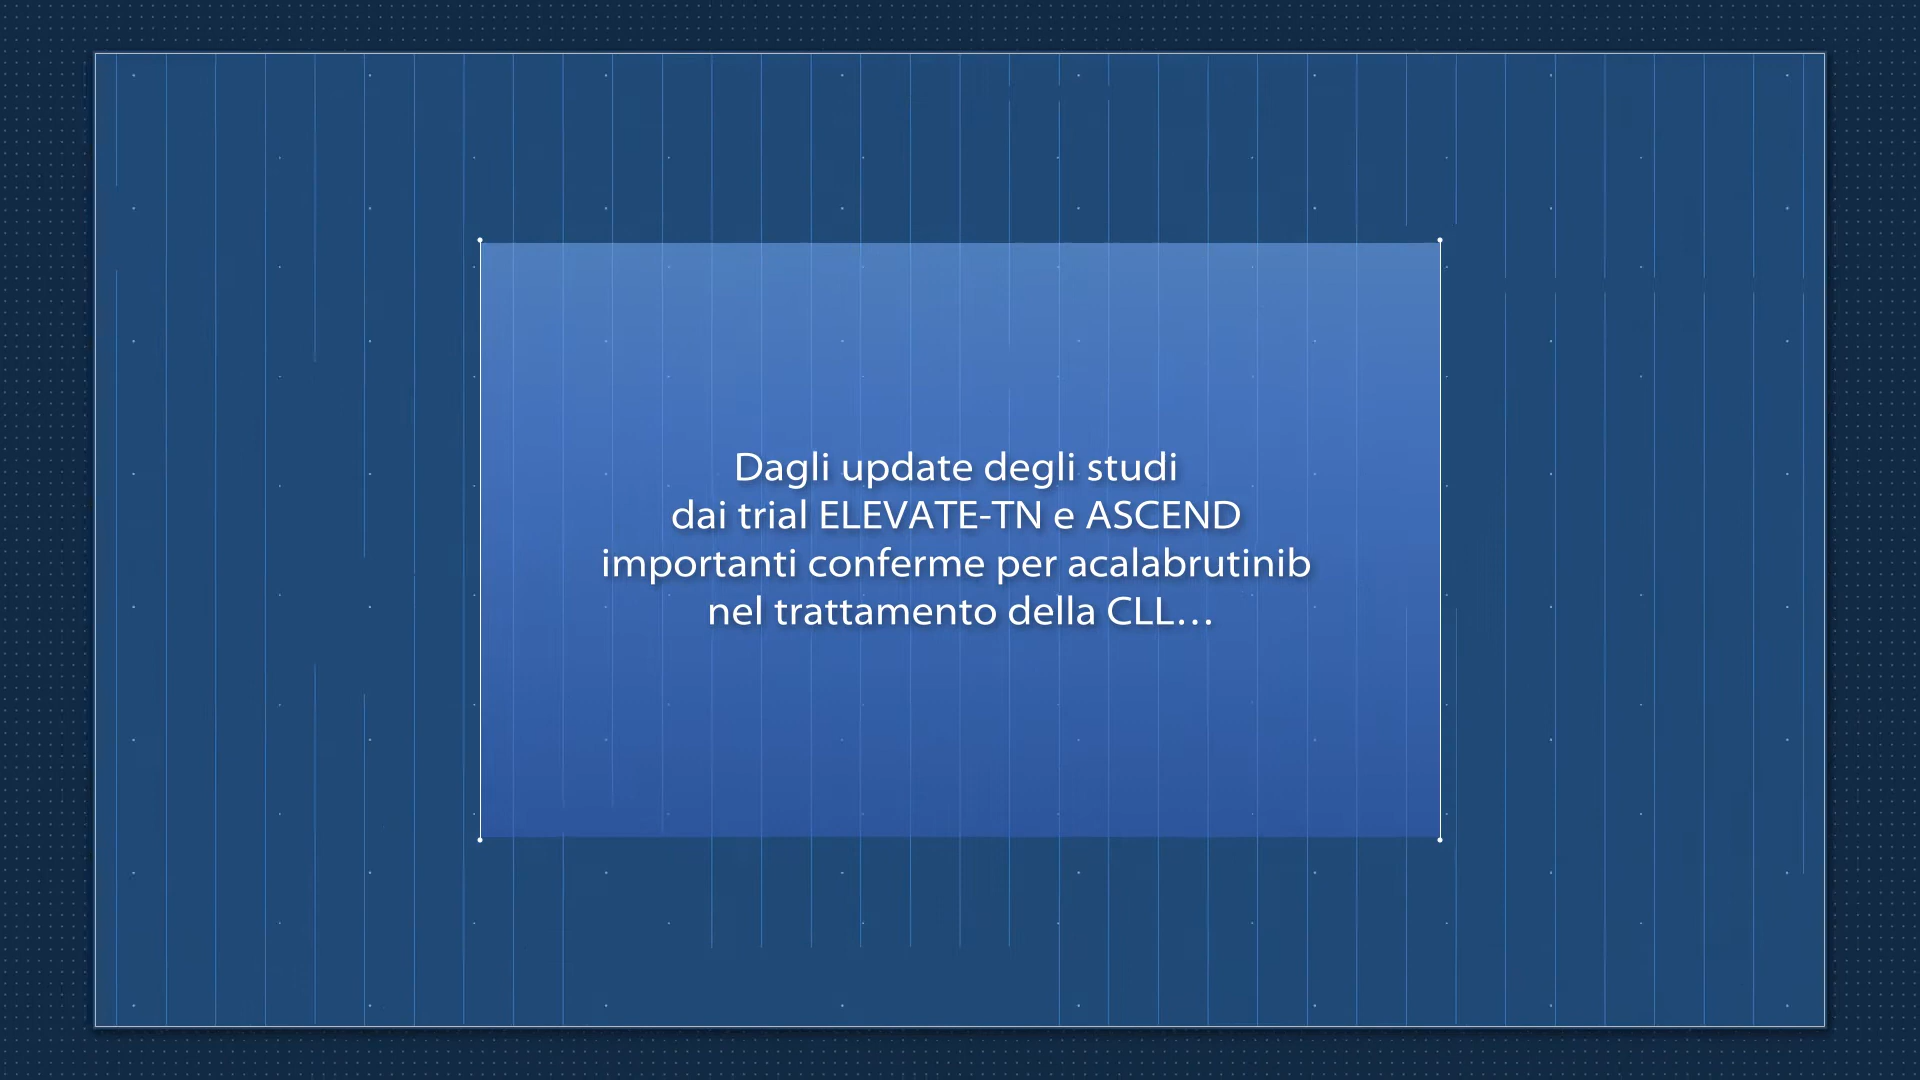 Dagli update degli studi
dai trial ELEVATE-TN e ASCEND
importanti conferme per acalabrutinib
nel trattamento della CLL…